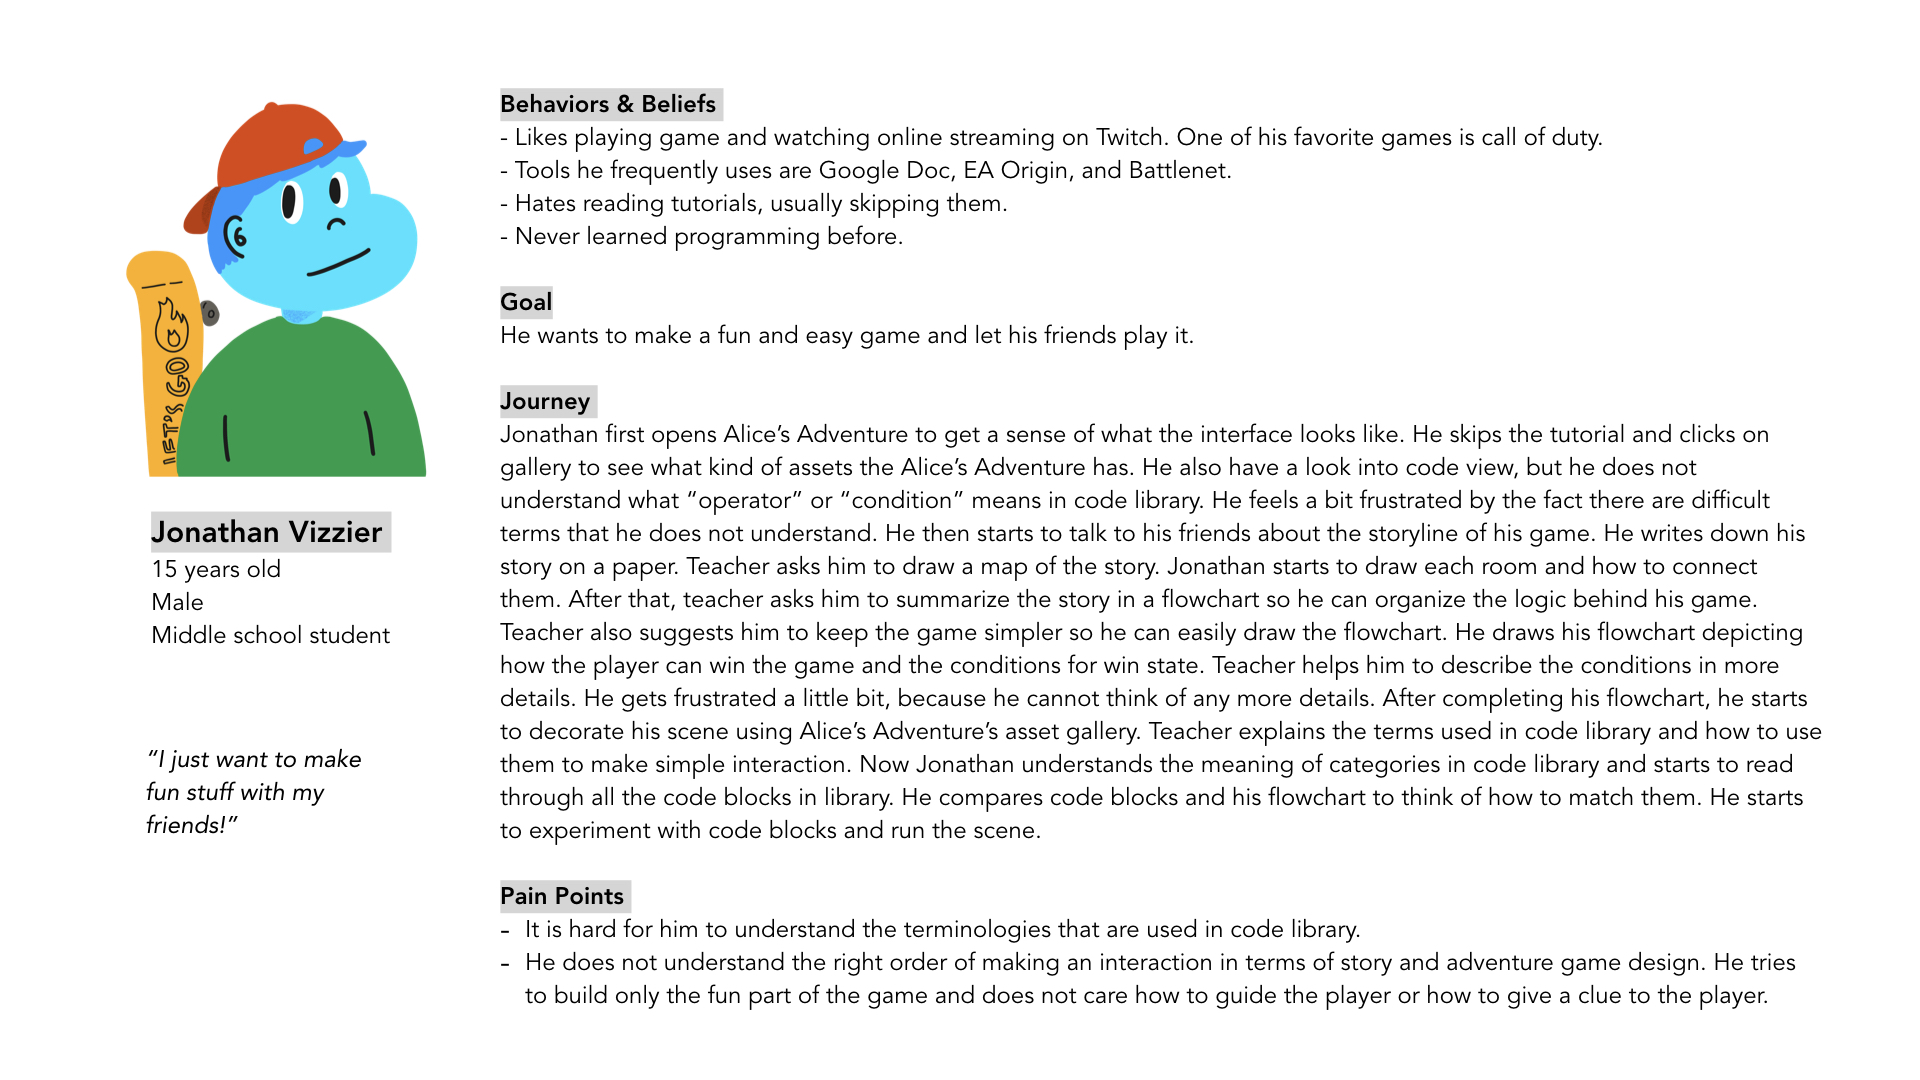 Behaviors & Beliefs
- Likes playing game and watching online streaming on Twitch. One of his favorite games is call of duty.
- Tools he frequently uses are Google Doc, EA Origin, and Battlenet.
- Hates reading tutorials, usually skipping them.
- Never learned programming before.
Goal
He wants to make a fun and easy game and let his friends play it.
Journey
Jonathan first opens Alice’s Adventure to get a sense of what the interface looks like. He skips the tutorial and clicks on
gallery to see what kind of assets the Alice’s Adventure has. He also have a look into code view, but he does not
understand what “operator” or “condition” means in code library. He feels a bit frustrated by the fact there are difficult
terms that he does not understand. He then starts to talk to his friends about the storyline of his game. He writes down his
story on a paper. Teacher asks him to draw a map of the story. Jonathan starts to draw each room and how to connect
them. After that, teacher asks him to summarize the story in a flowchart so he can organize the logic behind his game.
Teacher also suggests him to keep the game simpler so he can easily draw the flowchart. He draws his flowchart depicting
how the player can win the game and the conditions for win state. Teacher helps him to describe the conditions in more
details. He gets frustrated a little bit, because he cannot think of any more details. After completing his flowchart, he starts
to decorate his scene using Alice’s Adventure’s asset gallery. Teacher explains the terms used in code library and how to use
them to make simple interaction. Now Jonathan understands the meaning of categories in code library and starts to read
through all the code blocks in library. He compares code blocks and his flowchart to think of how to match them. He starts
to experiment with code blocks and run the scene.
Pain Points
- It is hard for him to understand the terminologies that are used in code library.
- He does not understand the right order of making an interaction in terms of story and adventure game design. He tries
to build only the fun part of the game and does not care how to guide the player or how to give a clue to the player.
LET'S GO
Jonathan Vizzier
15 years old
Male
Middle school student
“I just want to make
fun stuff with my
friends!”